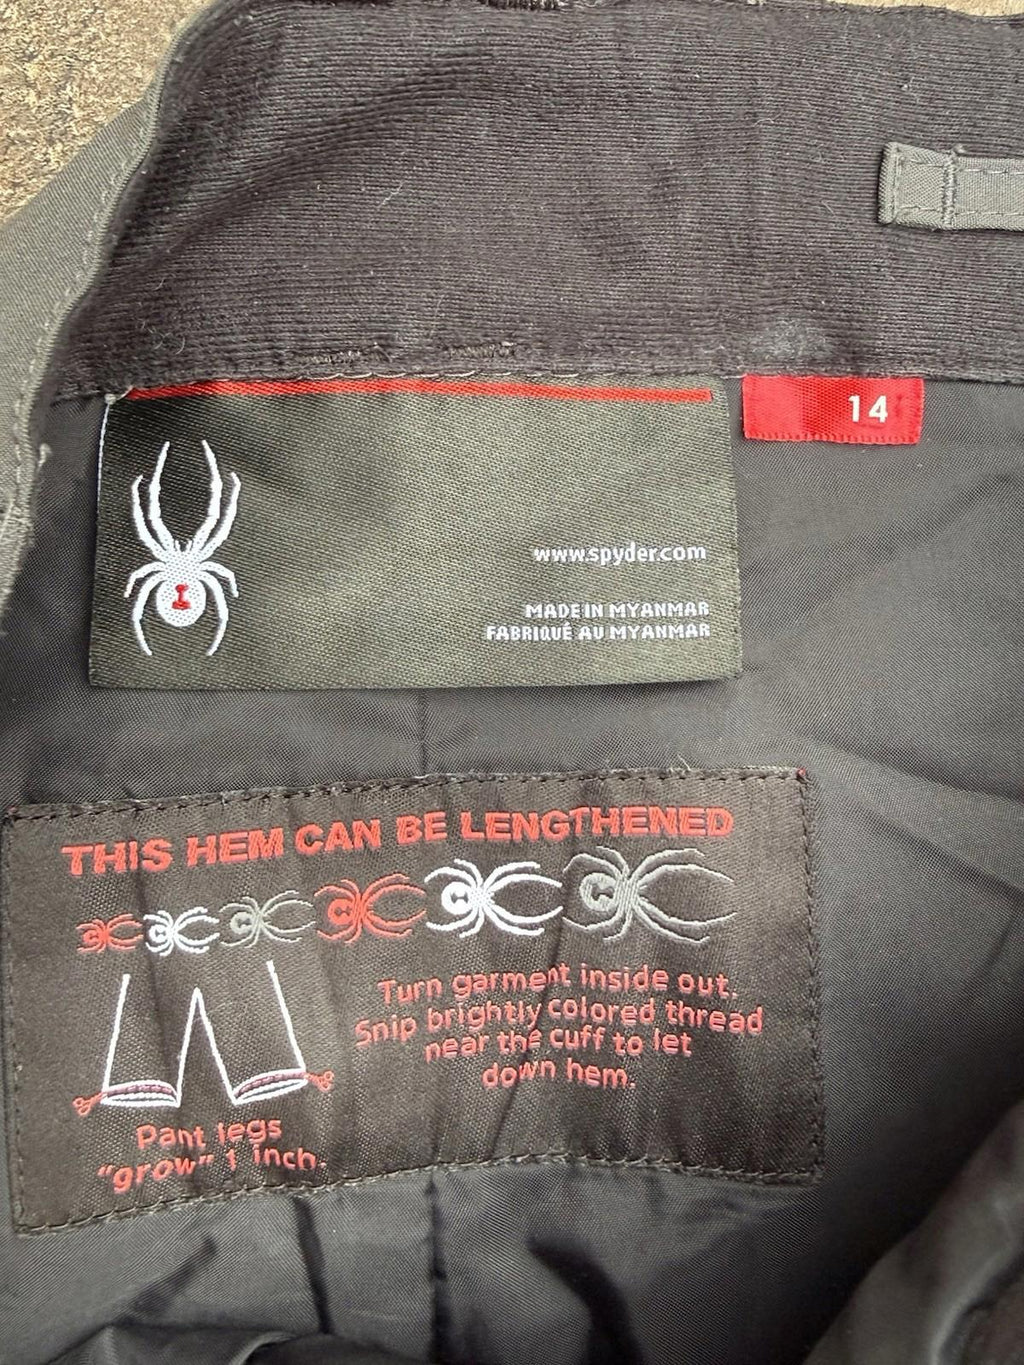 14
www.spyder.com
MADE IN MYANMAR
FABRIQUÉ AU MYANMAR
THIS HEM CAN BE LENGTHENED
Turn garment inside out.
Snip brightly colored thread
near the cuff to let
down hem.
Pant legs
"grow" 1 inch.